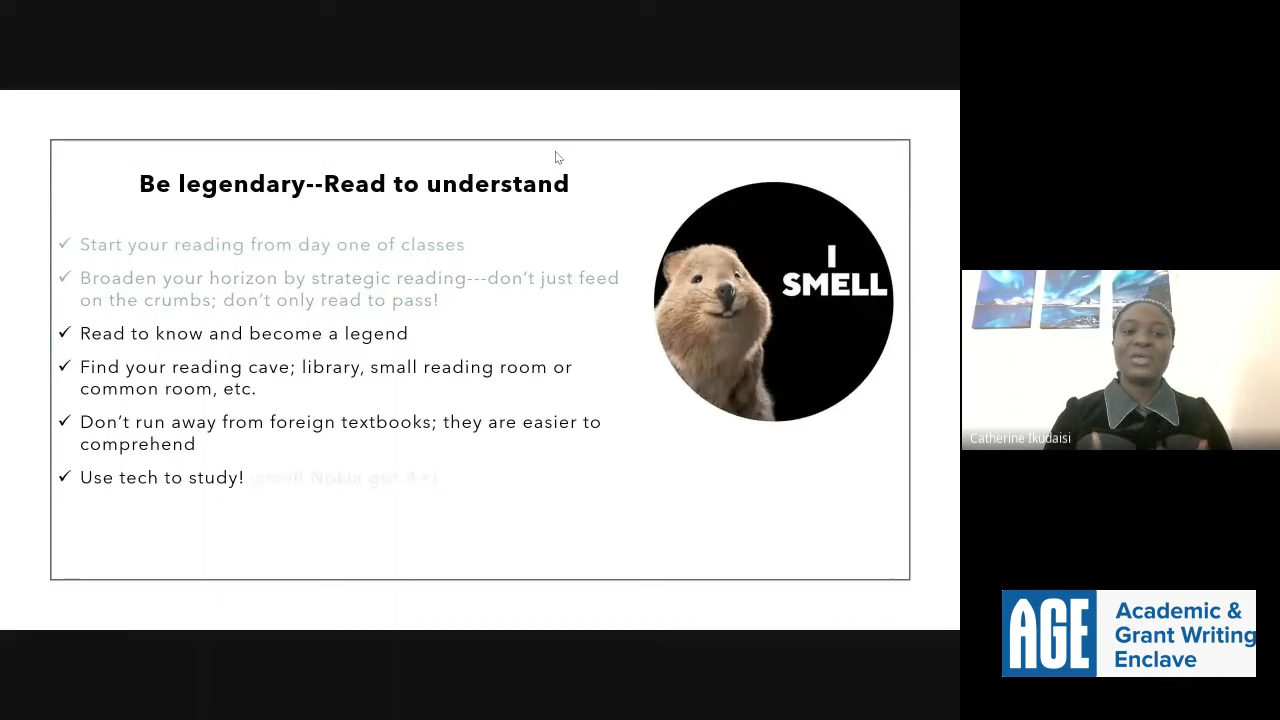 Be legendary--Read to understand
✓ Start your reading from day one of classes
✓ Broaden your horizon by strategic reading---don't just feed
on the crumbs; don't only read to pass!
✓ Read to know and become a legend
✓ Find your reading cave; library, small reading room or
common room, etc.
✓ Don't run away from foreign textbooks; they are easier to
comprehend
✓ Use tech to study!
I
SMELL
Catherine Ikudaisi
AGE
Academic &
Grant Writing
Enclave